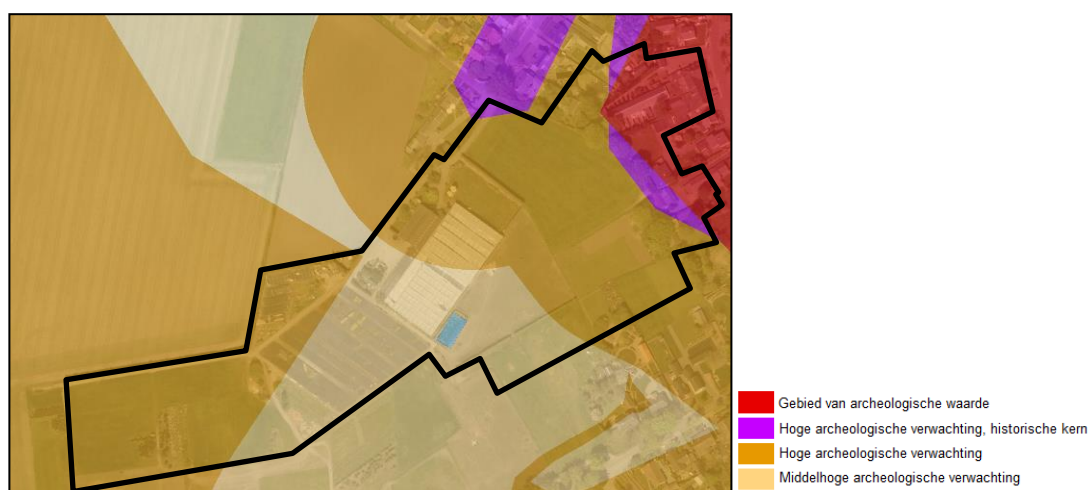 Gebied van archeologische waarde
Hoge archeologische verwachting, historische kern
Hoge archeologische verwachting
Middelhoge archeologische verwachting